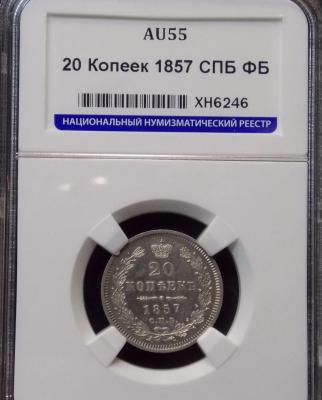 AU55
20 Копеек 1857 СПБ ФБ
XH6246
НАЦИОНАЛЬНЫЙ НУМИЗМАТИЧЕСКИЙ РЕЕСТР
20
КОПѢЕКЪ
1857
С.П.Б.